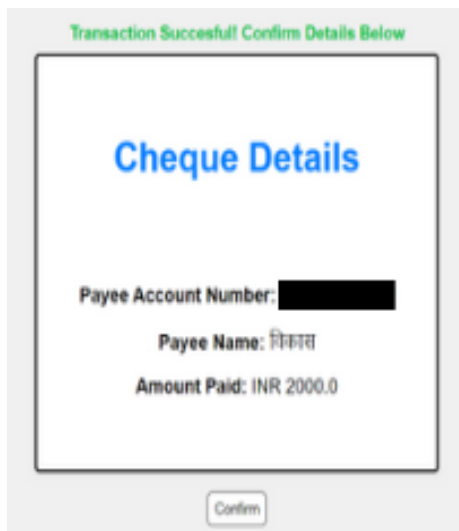 Transaction Succesful! Confirm Details Below
Cheque Details
Payee Account Number:
Payee Name: विकास
Amount Paid: INR 2000.0
Confirm